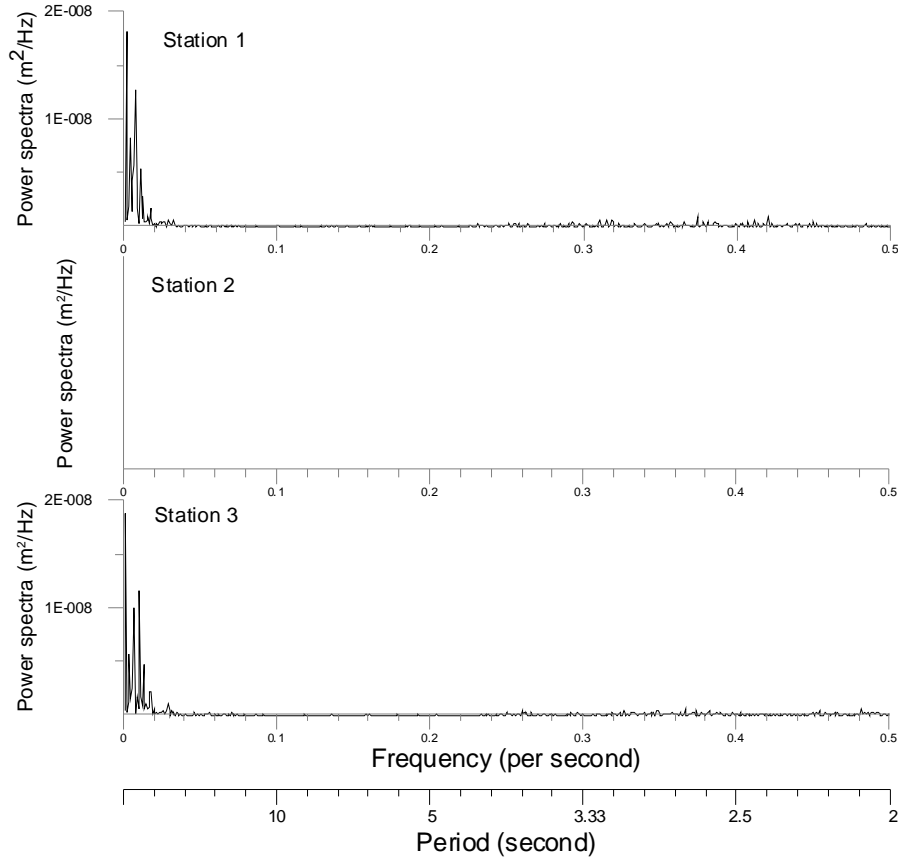 2E-008
Station 1
1E-008
Power spectra (m2/Hz)
0 0.1 0.2 0.3 0.4 0.5
Station 2
Power spectra (m2/Hz)
0 0.1 0.2 0.3 0.4 0.5
2E-008
Station 3
1E-008
Power spectra (m2/Hz)
0 0.1 0.2 0.3 0.4 0.5
Frequency (per second)
10 5 3.33 2.5 2
Period (second)